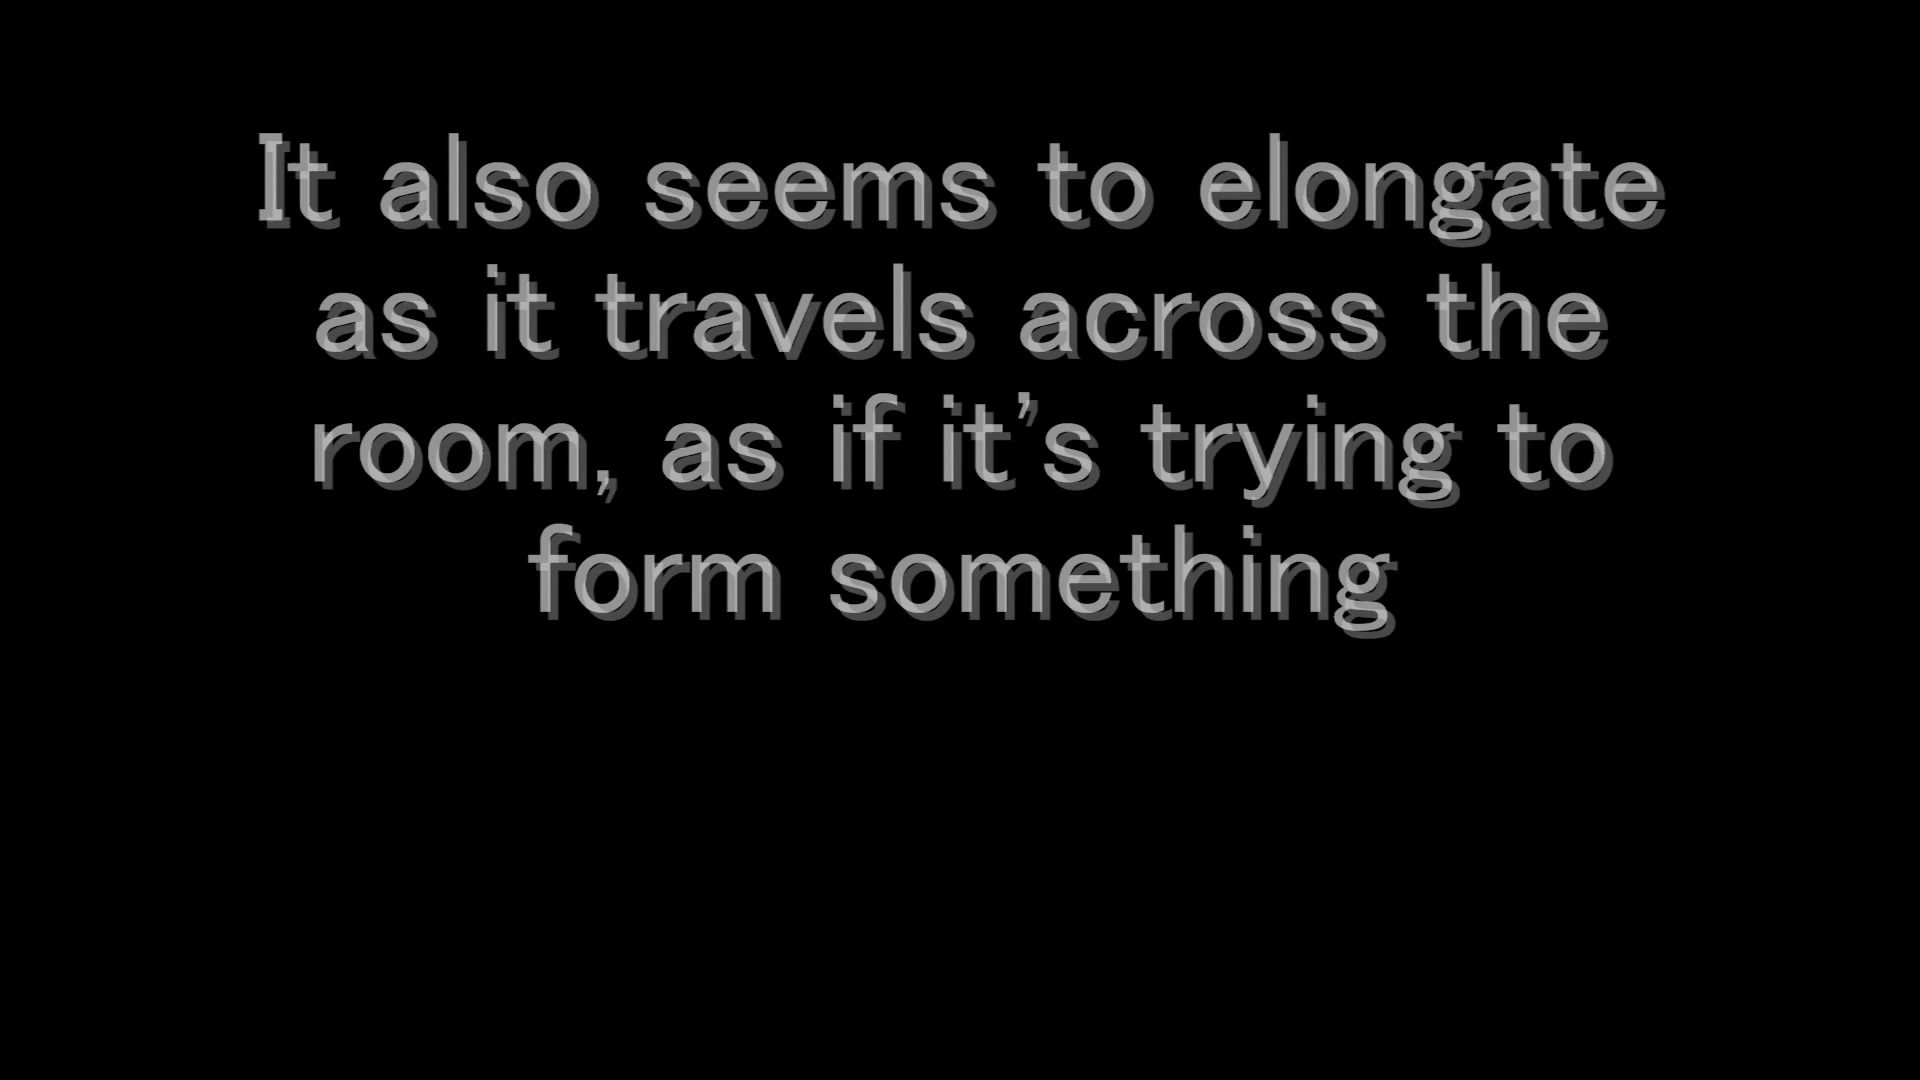 It also seems to elongate
as it travels across the
room, as if it’s trying to
form something